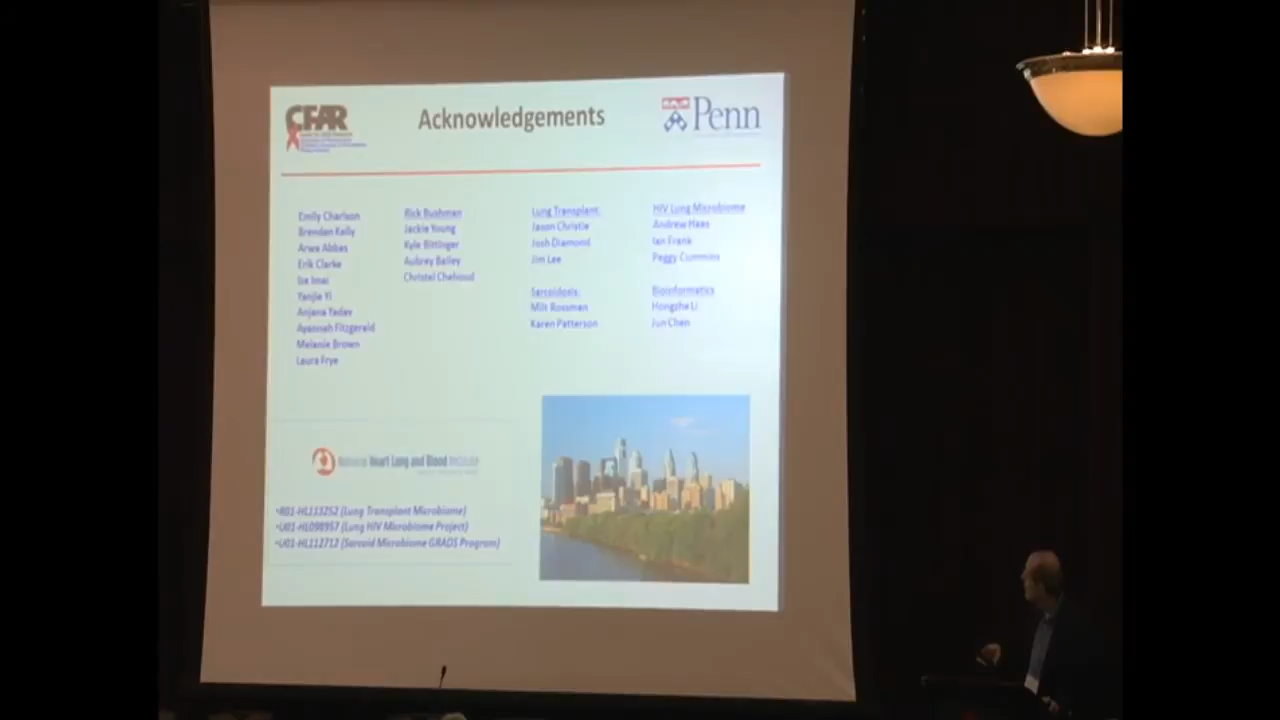 CFAR
Acknowledgements
Penn
Emily Charlson
Brendan Kelly
Arwa Abbas
Erik Clarke
Ize Imai
Yanjie Yi
Anjana Yadav
Ayannah Fitzgerald
Melanie Brown
Laura Frye
Rick Bushman
Jackie Young
Kyle Bittinger
Aubrey Bailey
Christel Chehoud
Lung Transplant:
Jason Christie
Josh Diamond
Jim Lee
Sarcoidosis:
Milt Rossman
Karen Patterson
HIV Lung Microbiome
Andrew Haas
Ian Frank
Peggy Cummins
Bioinformatics
Hongzhe Li
Jun Chen
National Heart Lung and Blood Institute
•R01-HL113252 (Lung Transplant Microbiome)
•U01-HL098957 (Lung HIV Microbiome Project)
•U01-HL112712 (Sarcoid Microbiome GRADS Program)